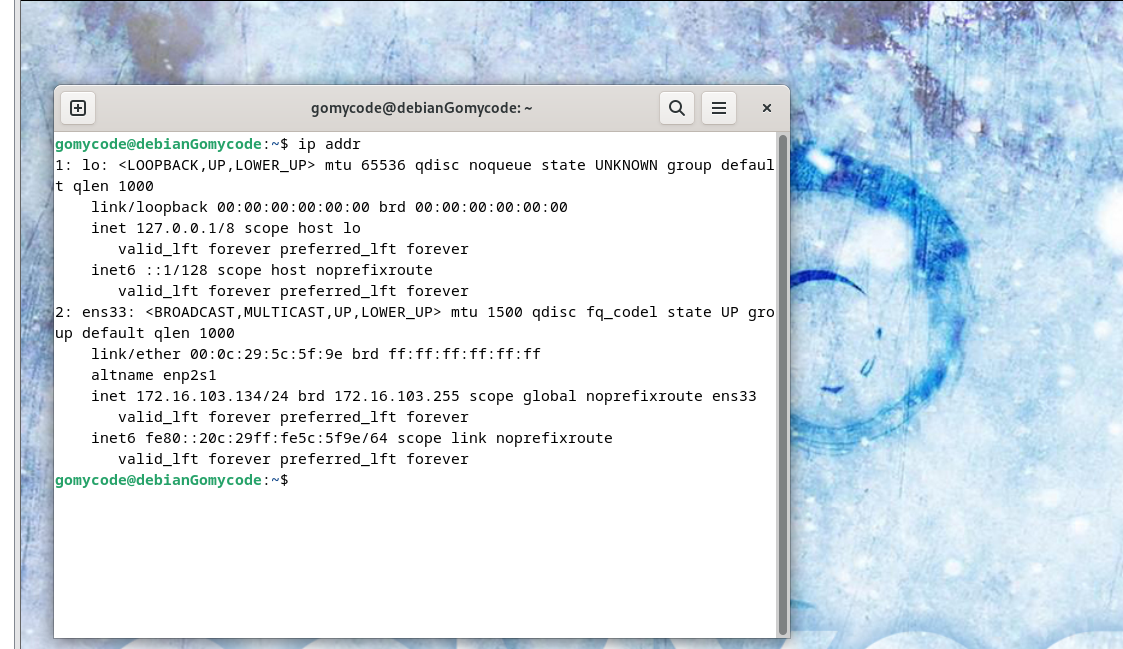 gomycode@debianGomycode: ~
gomycode@debianGomycode:~$ ip addr
1: lo: <LOOPBACK,UP,LOWER_UP> mtu 65536 qdisc noqueue state UNKNOWN group defaul
t qlen 1000
    link/loopback 00:00:00:00:00:00 brd 00:00:00:00:00:00
    inet 127.0.0.1/8 scope host lo
       valid_lft forever preferred_lft forever
    inet6 ::1/128 scope host noprefixroute
       valid_lft forever preferred_lft forever
2: ens33: <BROADCAST,MULTICAST,UP,LOWER_UP> mtu 1500 qdisc fq_codel state UP gro
up default qlen 1000
    link/ether 00:0c:29:5c:5f:9e brd ff:ff:ff:ff:ff:ff
    altname enp2s1
    inet 172.16.103.134/24 brd 172.16.103.255 scope global noprefixroute ens33
       valid_lft forever preferred_lft forever
    inet6 fe80::20c:29ff:fe5c:5f9e/64 scope link noprefixroute
       valid_lft forever preferred_lft forever
gomycode@debianGomycode:~$